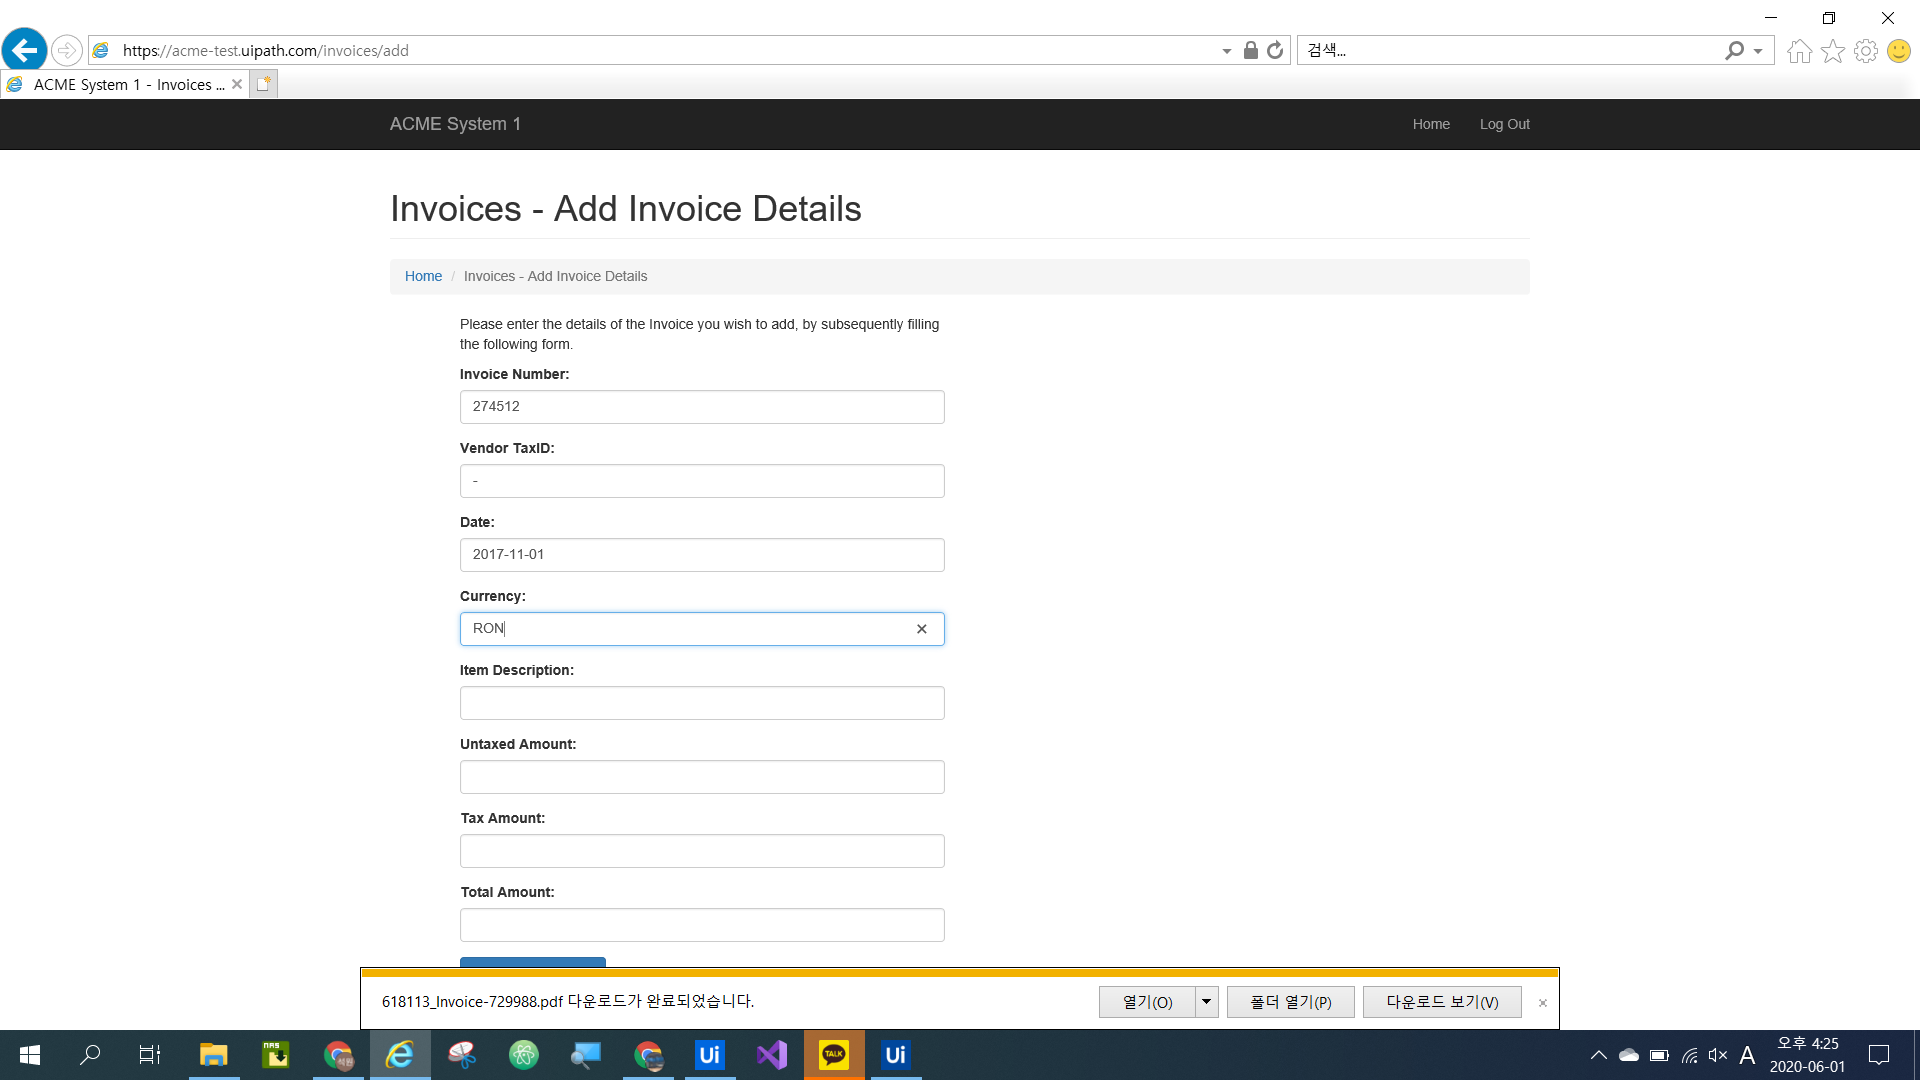 https://acme-test.uipath.com/invoices/add
검색...
ACME System 1 - Invoices ...
ACME System 1
Home
Log Out
Invoices - Add Invoice Details
Home / Invoices - Add Invoice Details
Please enter the details of the Invoice you wish to add, by subsequently filling
the following form.
Invoice Number:
274512
Vendor TaxID:
-
Date:
2017-11-01
Currency:
RON
Item Description:
Untaxed Amount:
Tax Amount:
Total Amount:
618113_Invoice-729988.pdf 다운로드가 완료되었습니다.
열기(O)
폴더 열기(P)
다운로드 보기(V)
NAS
Ui
TALK
Ui
A
오후 4:25
2020-06-01